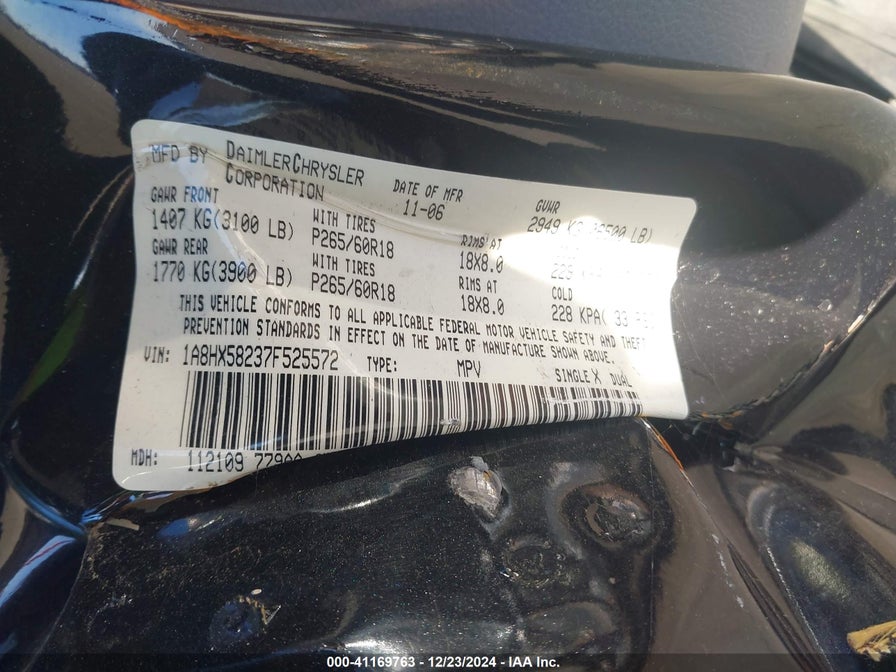 MFD BY DAIMLERCHRYSLER CORPORATION
DATE OF MFR 11-06
GVWR 2949 KG( LB)
GAWR FRONT 1407 KG(3100 LB)
WITH TIRES P265/60R18
RIMS AT 18X8.0
GAWR REAR 1770 KG(3900 LB)
WITH TIRES P265/60R18
RIMS AT 18X8.0
COLD 228 KPA( 33
THIS VEHICLE CONFORMS TO ALL APPLICABLE FEDERAL MOTOR VEHICLE SAFETY AND THEFT
PREVENTION STANDARDS IN EFFECT ON THE DATE OF MANUFACTURE SHOWN ABOVE.
VIN: 1A8HX58237F525572 TYPE: MPV SINGLE X DUAL
MDH: 112109
000-41169763 - 12/23/2024 - IAA Inc.